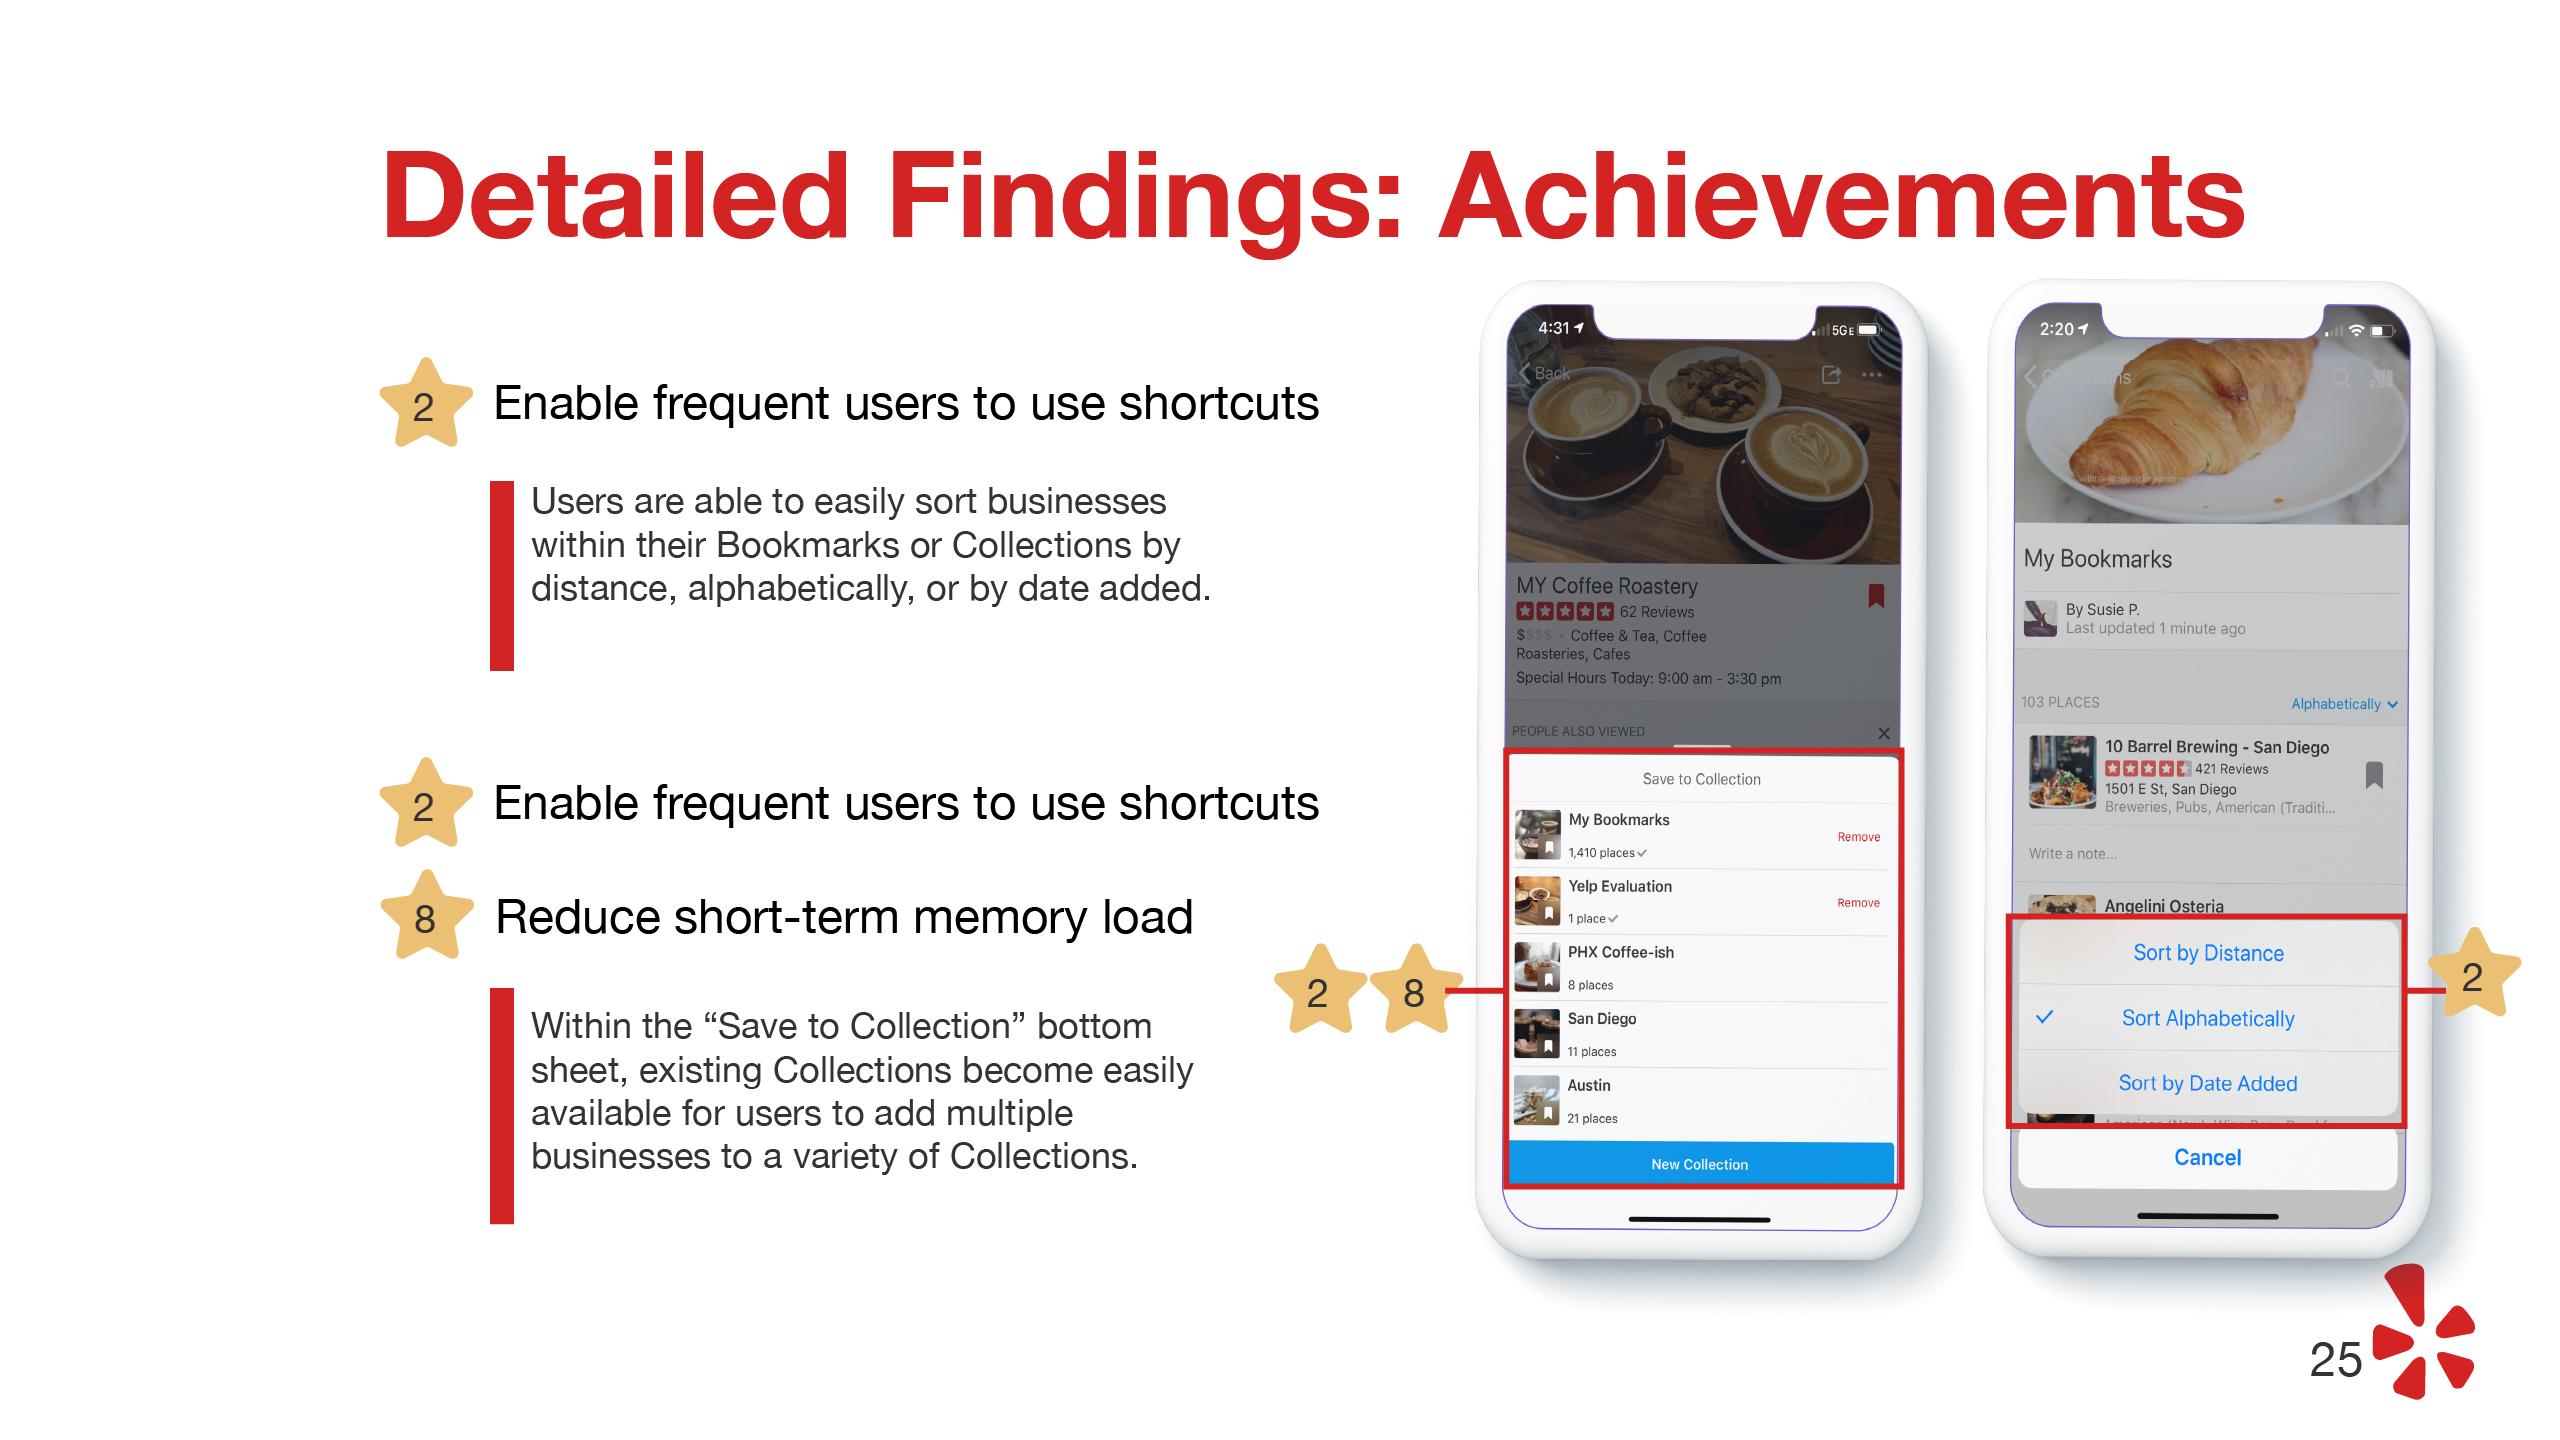 Detailed Findings: Achievements
2
Enable frequent users to use shortcuts
Users are able to easily sort businesses
within their Bookmarks or Collections by
distance, alphabetically, or by date added.
2
Enable frequent users to use shortcuts
8
Reduce short-term memory load
Within the “Save to Collection” bottom
sheet, existing Collections become easily
available for users to add multiple
businesses to a variety of Collections.
2 8
4:31
5GE
Back
MY Coffee Roastery
62 Reviews
$$$$ • Coffee & Tea, Coffee
Roasteries, Cafes
Special Hours Today: 9:00 am - 3:30 pm
PEOPLE ALSO VIEWED
Save to Collection
My Bookmarks
1,410 places
Remove
Yelp Evaluation
1 place
Remove
PHX Coffee-ish
8 places
San Diego
11 places
Austin
21 places
New Collection
2:20
Collections
My Bookmarks
By Susie P.
Last updated 1 minute ago
103 PLACES
Alphabetically
10 Barrel Brewing - San Diego
421 Reviews
1501 E St, San Diego
Breweries, Pubs, American (Traditi...
Write a note...
Angelini Osteria
Sort by Distance
Sort Alphabetically
Sort by Date Added
Cancel
2
25